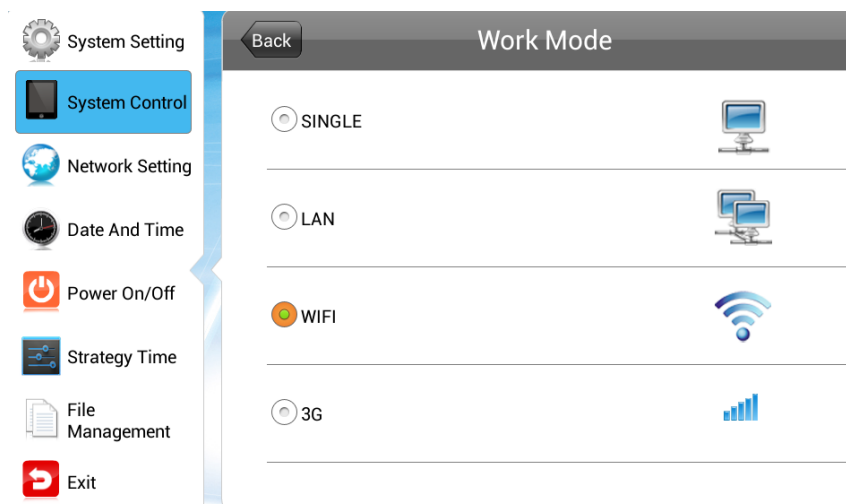 System Setting
System Control
Network Setting
Date And Time
Power On/Off
Strategy Time
File
Management
Exit
Back
Work Mode
SINGLE
LAN
WIFI
3G